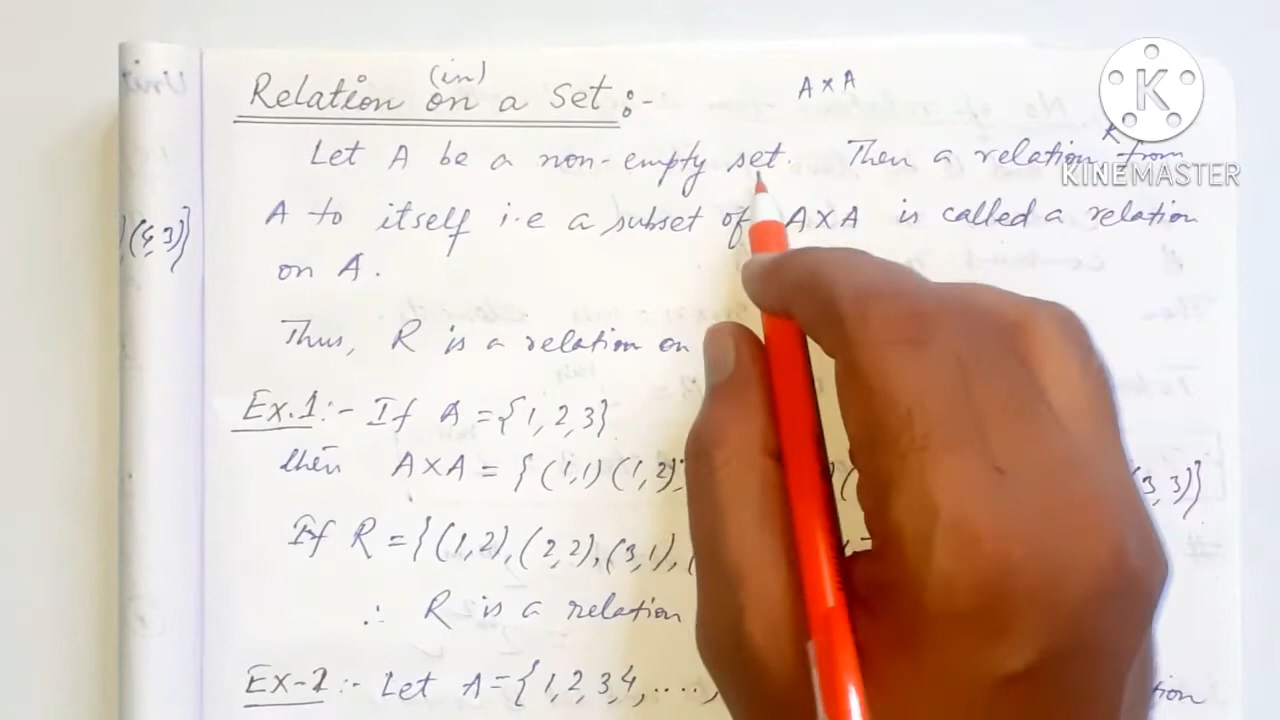 Relation on a Set :-
(in)
A x A
K
KINEMASTER
Let A be a non-empty set. Then a relation from
A to itself i.e a subset of A x A is called a relation
on A.
Thus, R is a relation on
Ex.1 :- If A = {1, 2, 3}
then A x A = {(1,1) (1,2) 3,3)}
If R = {(1,2), (2,2), (3,1), (
∴ R is a relation
Ex-2 :- Let A = {1, 2, 3, 4, ....,